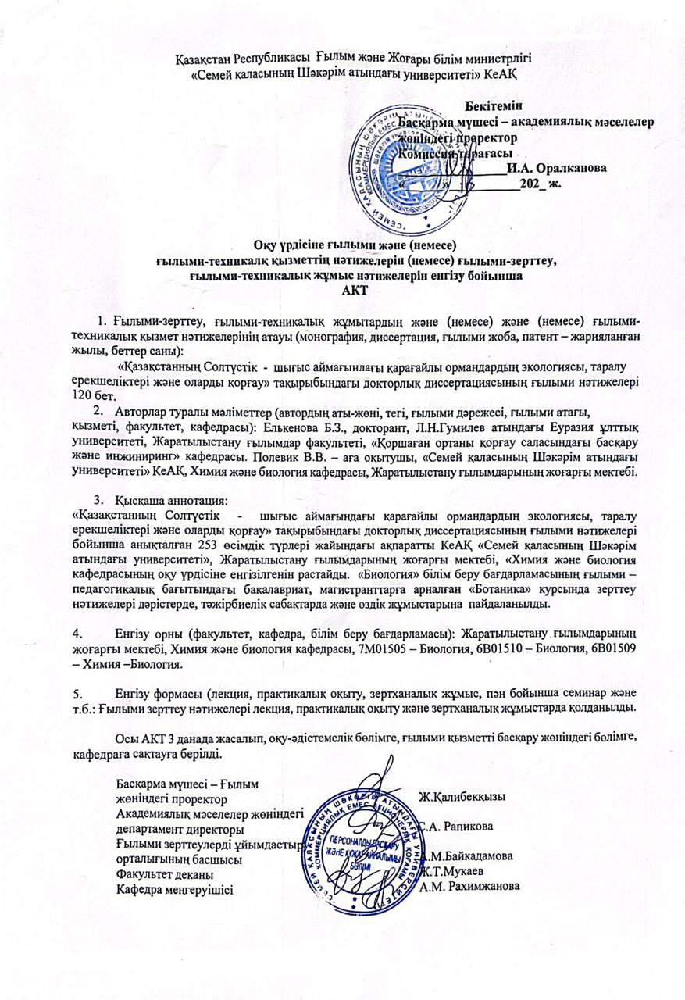 Қазақстан Республикасы Ғылым және Жоғары білім министрлігі
«Семей қаласының Шәкәрім атындағы университеті» КеАҚ
Бекітемін
Басқарма мүшесі – академиялық мәселелер
жөніндегі проректор
Комиссия төрағасы
________________И.А. Оралканова
«______»___________202_ ж.
СЕМЕЙ
Оқу үрдісіне ғылыми және (немесе)
ғылыми-техникалқ қызметтің нәтижелерін (немесе) ғылыми-зерттеу,
ғылыми-техникалық жұмыс нәтижелерін енгізу бойынша
АКТ
1. Ғылыми-зерттеу, ғылыми-техникалық жұмытардың және (немесе) және (немесе) ғылыми-
техникалық қызмет нәтижелерінің атауы (монография, диссертация, ғылыми жоба, патент – жарияланған
жылы, беттер саны):
«Қазақстанның Солтүстік - шығыс аймағындағы қарағайлы ормандардың экологиясы, таралу
ерекшеліктері және оларды қорғау» тақырыбындағы докторлық диссертациясының ғылыми нәтижелері
120 бет.
2. Авторлар туралы мәліметтер (автордың аты-жөні, тегі, ғылыми дәрежесі, ғылыми атағы,
қызметі, факультет, кафедрасы): Елькенова Б.З., докторант, Л.Н.Гумилев атындағы Еуразия ұлттық
университеті, Жаратылыстану ғылымдар факультеті, «Қоршаған ортаны қорғау саласындағы басқару
және инжиниринг» кафедрасы. Полевик В.В. – аға оқытушы, «Семей қаласының Шәкәрім атындағы
университеті» КеАҚ, Химия және биология кафедрасы, Жаратылыстану ғылымдарының жоғарғы мектебі.
3. Қысқаша аннотация:
«Қазақстанның Солтүстік - шығыс аймағындағы қарағайлы ормандардың экологиясы, таралу
ерекшеліктері және оларды қорғау» тақырыбындағы докторлық диссертациясының ғылыми нәтижелері
бойынша анықталған 253 өсімдік түрлері жайындағы ақпаратты КеАҚ «Семей қаласының Шәкәрім
атындағы университеті», Жаратылыстану ғылымдарының жоғарғы мектебі, «Химия және биология
кафедрасының оқу үрдісіне енгізілгенін растайды. «Биология» білім беру бағдарламасының ғылыми –
педагогикалық бағытындағы бакалавриат, магистранттарға арналған «Ботаника» курсында зерттеу
нәтижелері дәрістерде, тәжірбиелік сабақтарда және өздік жұмыстарына пайдаланылды.
4. Енгізу орны (факультет, кафедра, білім беру бағдарламасы): Жаратылыстану ғылымдарының
жоғарғы мектебі, Химия және биология кафедрасы, 7М01505 – Биология, 6В01510 – Биология, 6В01509
– Химия –Биология.
5. Енгізу формасы (лекция, практикалық оқыту, зертханалық жұмыс, пән бойынша семинар және
т.б.: Ғылыми зерттеу нәтижелері лекция, практикалық оқыту және зертханалық жұмыстарда қолданылды.
Осы АКТ 3 данада жасалып, оқу-әдістемелік бөлімге, ғылыми қызметті басқару жөніндегі бөлімге,
кафедраға сақтауға берілді.
Басқарма мүшесі – Ғылым
жөніндегі проректор Ж.Қалибекқызы
Академиялық мәселелер жөніндегі
департамент директоры С.А. Рапикова
Ғылыми зерттеулерді ұйымдастыру
орталығының басшысы А.М.Байкадамова
Факультет деканы Ж.Т.Мукаев
Кафедра меңгеруішісі А.М. Рахимжанова
ПЕРСОНАЛДЫ БАСҚАРУ
ЖӘНЕ ҚҰЖАТ АЙНАЛЫМЫ
БӨЛІМІ